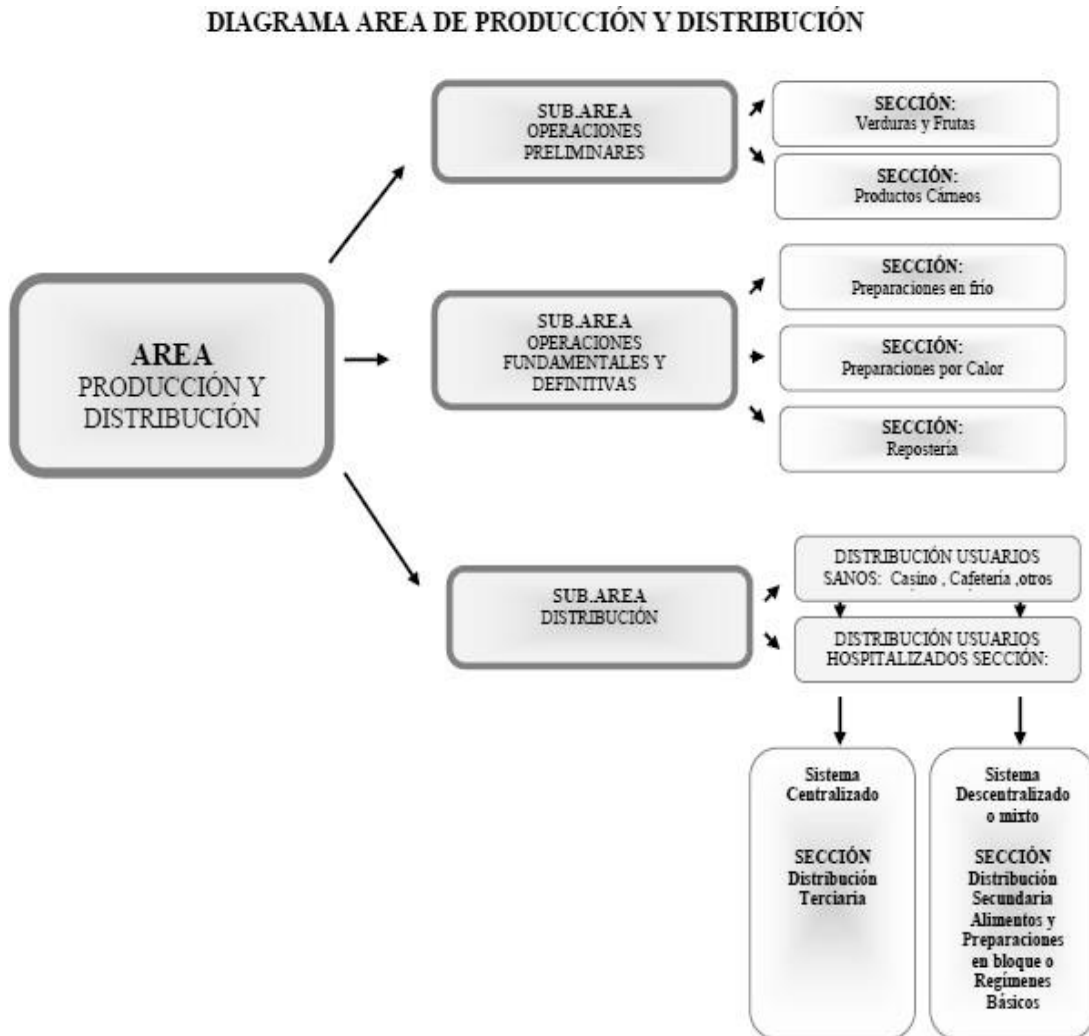 DIAGRAMA AREA DE PRODUCCIÓN Y DISTRIBUCIÓN
AREA
PRODUCCIÓN Y
DISTRIBUCIÓN
SUB.AREA
OPERACIONES
PRELIMINARES
SECCIÓN:
Verduras y Frutas
SECCIÓN:
Productos Cárneos
SUB.AREA
OPERACIONES
FUNDAMENTALES Y
DEFINITIVAS
SECCIÓN:
Preparaciones en frío
SECCIÓN:
Preparaciones por Calor
SECCIÓN:
Repostería
SUB.AREA
DISTRIBUCIÓN
DISTRIBUCIÓN USUARIOS
SANOS: Casino , Cafetería ,otros
DISTRIBUCIÓN USUARIOS
HOSPITALIZADOS SECCIÓN:
Sistema
Centralizado
SECCIÓN
Distribución
Terciaria
Sistema
Descentralizado
o mixto
SECCIÓN
Distribución
Secundaria
Alimentos y
Preparaciones
en bloque o
Regímenes
Básicos